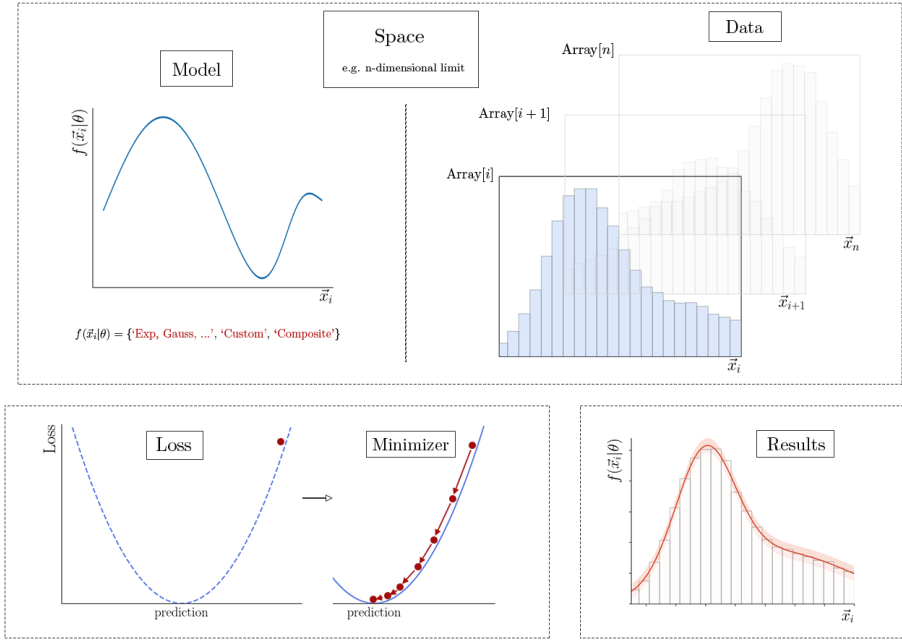 Space
e.g. n-dimensional limit
Data
Model
Array[n]
Array[i + 1]
Array[i]
f(x⃗ᵢ|θ)
x⃗ᵢ
x⃗ₙ
x⃗ᵢ₊₁
x⃗ᵢ
f(x⃗ᵢ|θ) = {‘Exp, Gauss, ...’, ‘Custom’, ‘Composite’}
Loss
Loss
prediction
Minimizer
prediction
Results
f(x⃗ᵢ|θ)
x⃗ᵢ